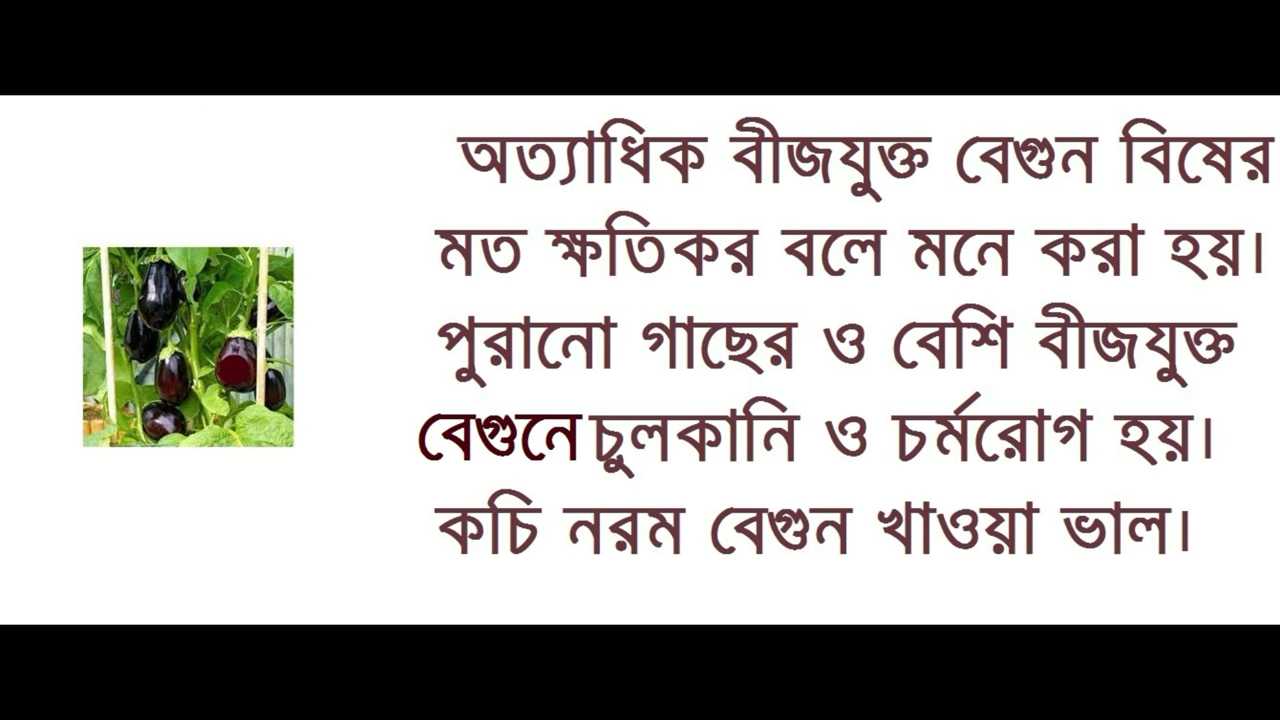 অত্যাধিক বীজযুক্ত বেগুন বিষের
মত ক্ষতিকর বলে মনে করা হয়।
পুরানো গাছের ও বেশি বীজযুক্ত
বেগুনে চুলকানি ও চর্মরোগ হয়।
কচি নরম বেগুন খাওয়া ভাল।